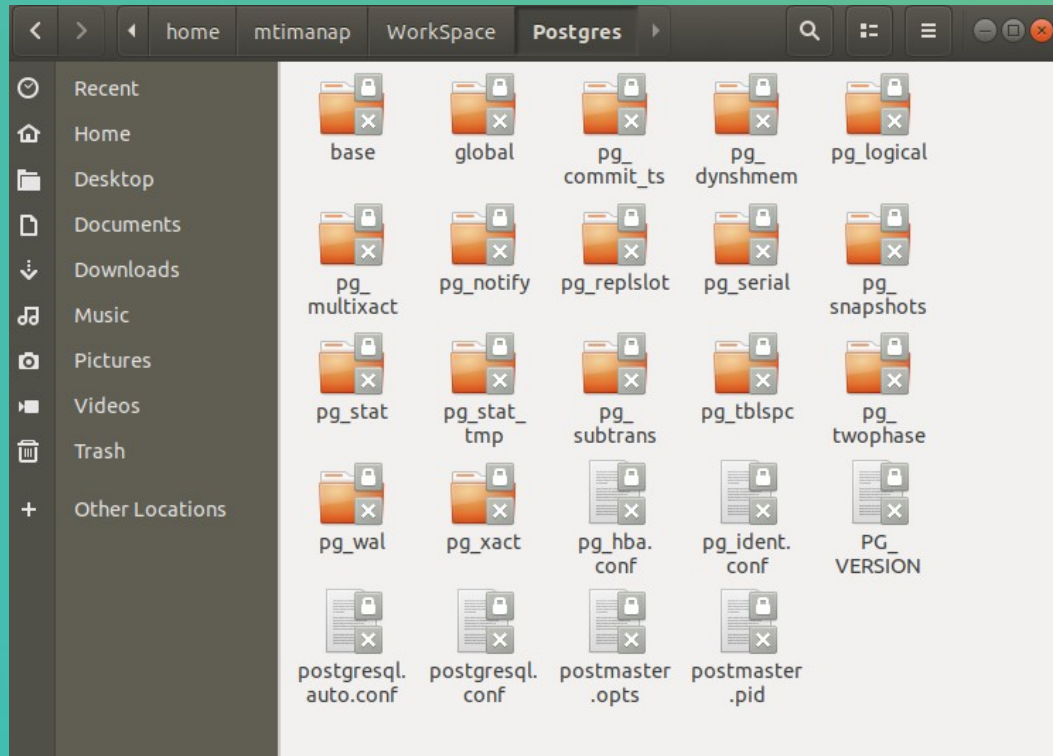 home mtimanap WorkSpace Postgres
Recent
Home
Desktop
Documents
Downloads
Music
Pictures
Videos
Trash
+ Other Locations
base
global
pg_
commit_ts
pg_
dynshmem
pg_logical
pg_
multixact
pg_notify
pg_replslot
pg_serial
pg_
snapshots
pg_stat
pg_stat_
tmp
pg_
subtrans
pg_tblspc
pg_
twophase
pg_wal
pg_xact
pg_hba.
conf
pg_ident.
conf
PG_
VERSION
postgresql.
auto.conf
postgresql.
conf
postmaster
.opts
postmaster
.pid